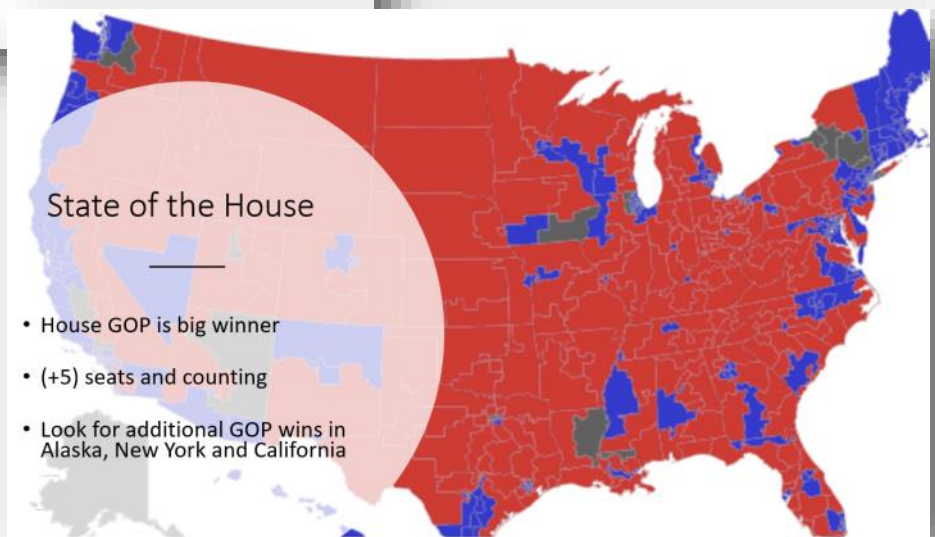 State of the House
• House GOP is big winner
• (+5) seats and counting
• Look for additional GOP wins in
Alaska, New York and California